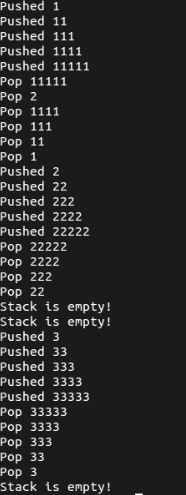 Pushed 1
Pushed 11
Pushed 111
Pushed 1111
Pushed 11111
Pop 11111
Pop 2
Pop 1111
Pop 111
Pop 11
Pop 1
Pushed 2
Pushed 22
Pushed 222
Pushed 2222
Pushed 22222
Pop 22222
Pop 2222
Pop 222
Pop 22
Stack is empty!
Stack is empty!
Pushed 3
Pushed 33
Pushed 333
Pushed 3333
Pushed 33333
Pop 33333
Pop 3333
Pop 333
Pop 33
Pop 3
Stack is empty!